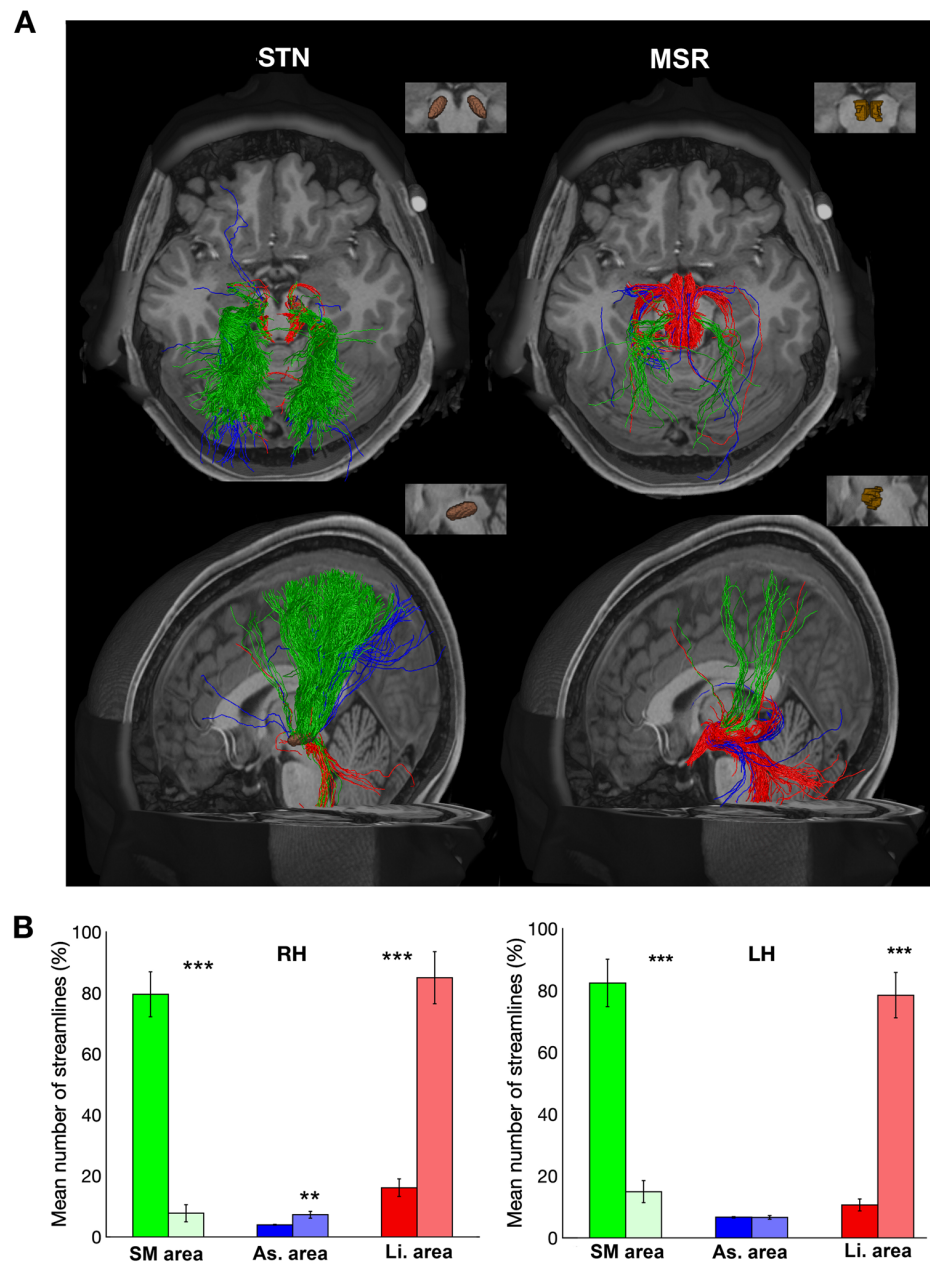 A
STN
MSR
B
Mean number of streamlines (%)
100
80
60
40
20
0
***
RH
***
**
SM area
As. area
Li. area
Mean number of streamlines (%)
100
80
60
40
20
0
***
LH
***
SM area
As. area
Li. area